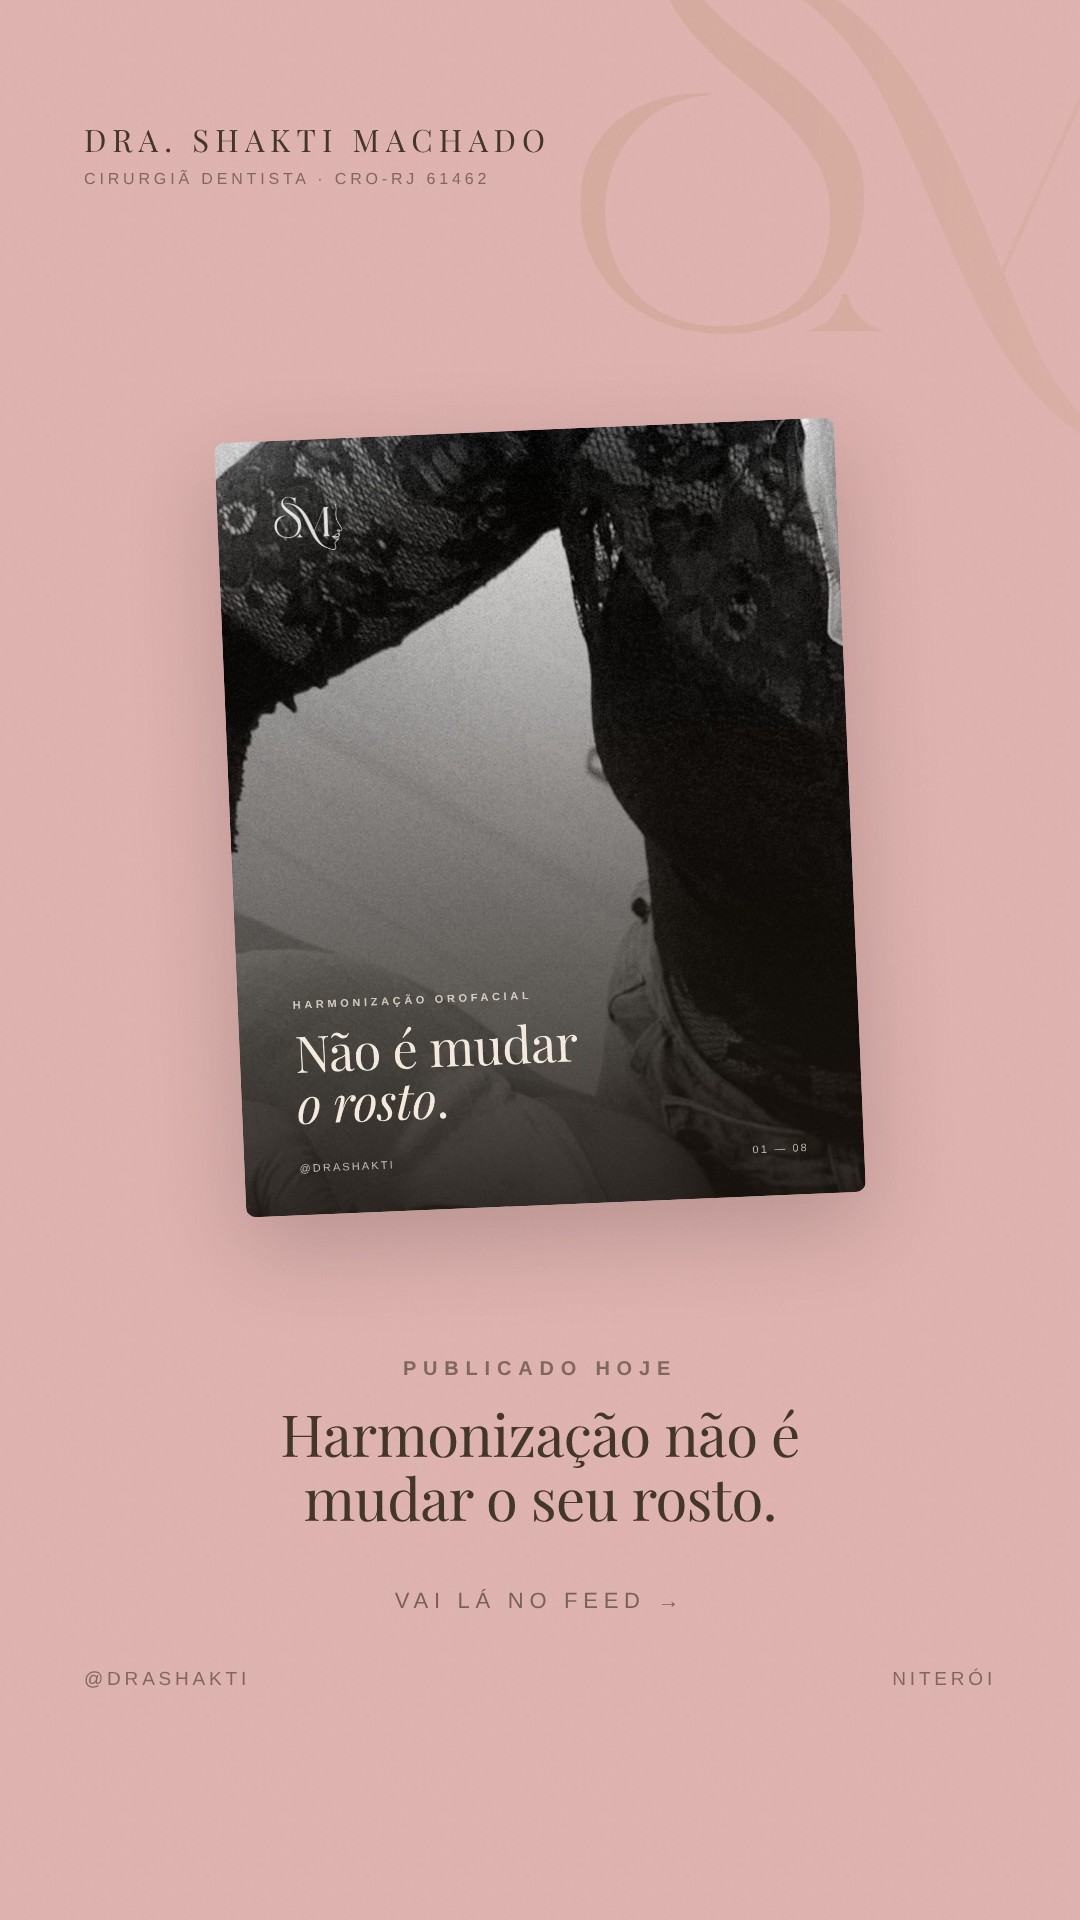 DRA. SHAKTI MACHADO
CIRURGIÃ DENTISTA · CRO-RJ 61462
SM
HARMONIZAÇÃO OROFACIAL
Não é mudar
o rosto.
@DRASHAKTI
01 — 08
PUBLICADO HOJE
Harmonização não é
mudar o seu rosto.
VAI LÁ NO FEED →
@DRASHAKTI
NITERÓI